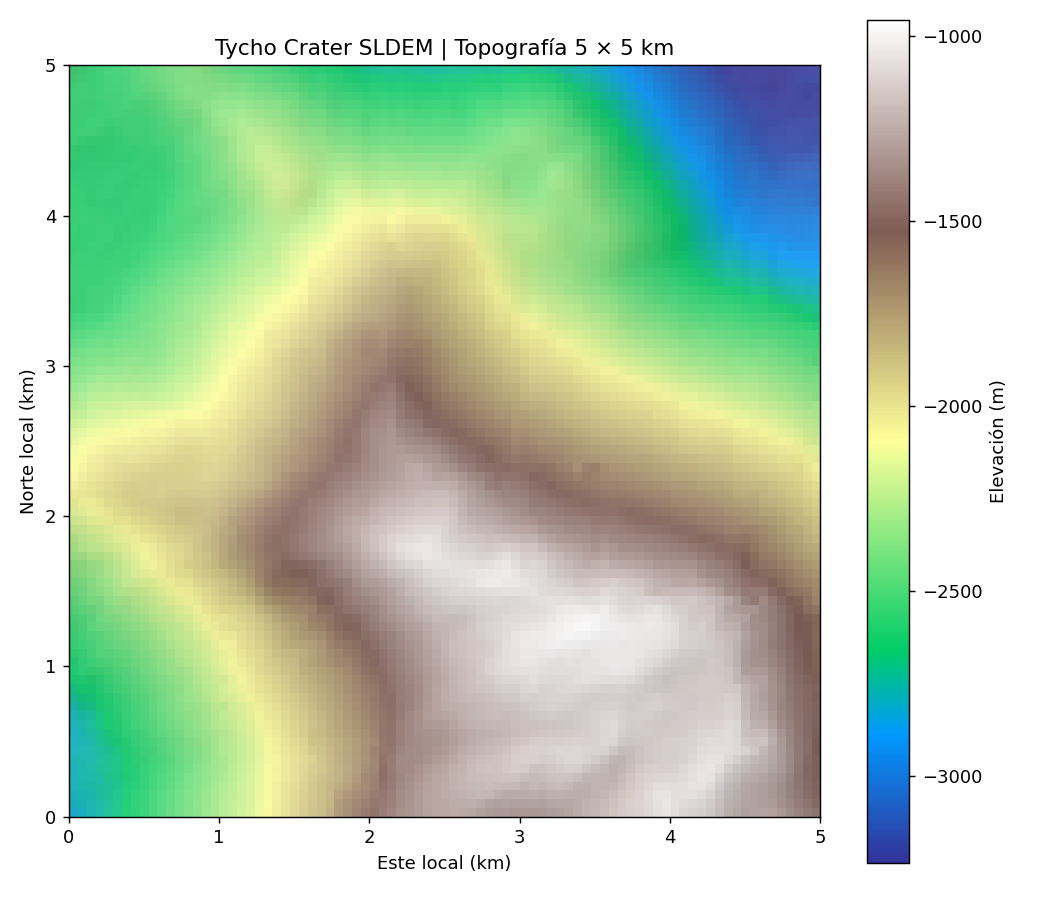 Tycho Crater SLDEM | Topografía 5 × 5 km
5
4
3
2
1
0
Norte local (km)
0 1 2 3 4 5
Este local (km)
−1000
−1500
−2000
−2500
−3000
Elevación (m)